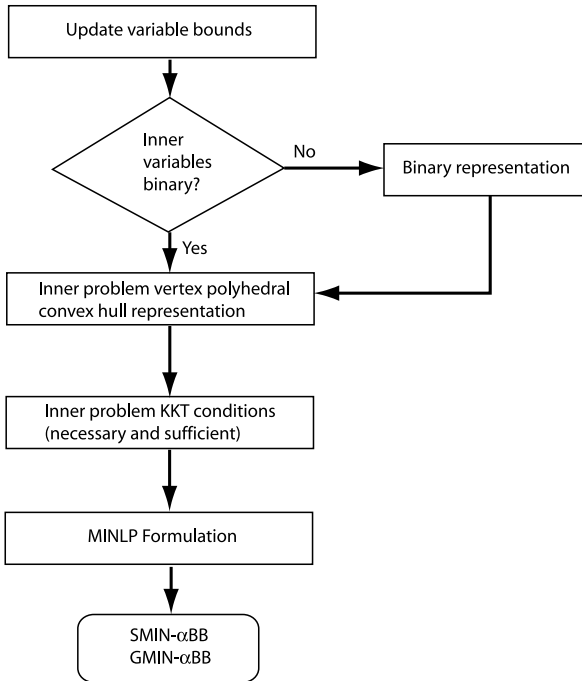 Update variable bounds
Inner
variables
binary?
No
Binary representation
Yes
Inner problem vertex polyhedral
convex hull representation
Inner problem KKT conditions
(necessary and sufficient)
MINLP Formulation
SMIN-αBB
GMIN-αBB